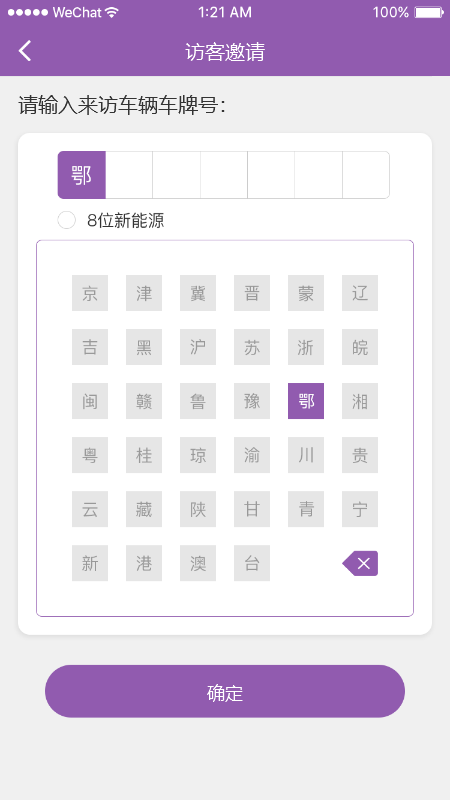 WeChat 1:21 AM 100%
访客邀请
请输入来访车辆车牌号：
鄂
8位新能源
京 津 冀 晋 蒙 辽
吉 黑 沪 苏 浙 皖
闽 赣 鲁 豫 鄂 湘
粤 桂 琼 渝 川 贵
云 藏 陕 甘 青 宁
新 港 澳 台
确定